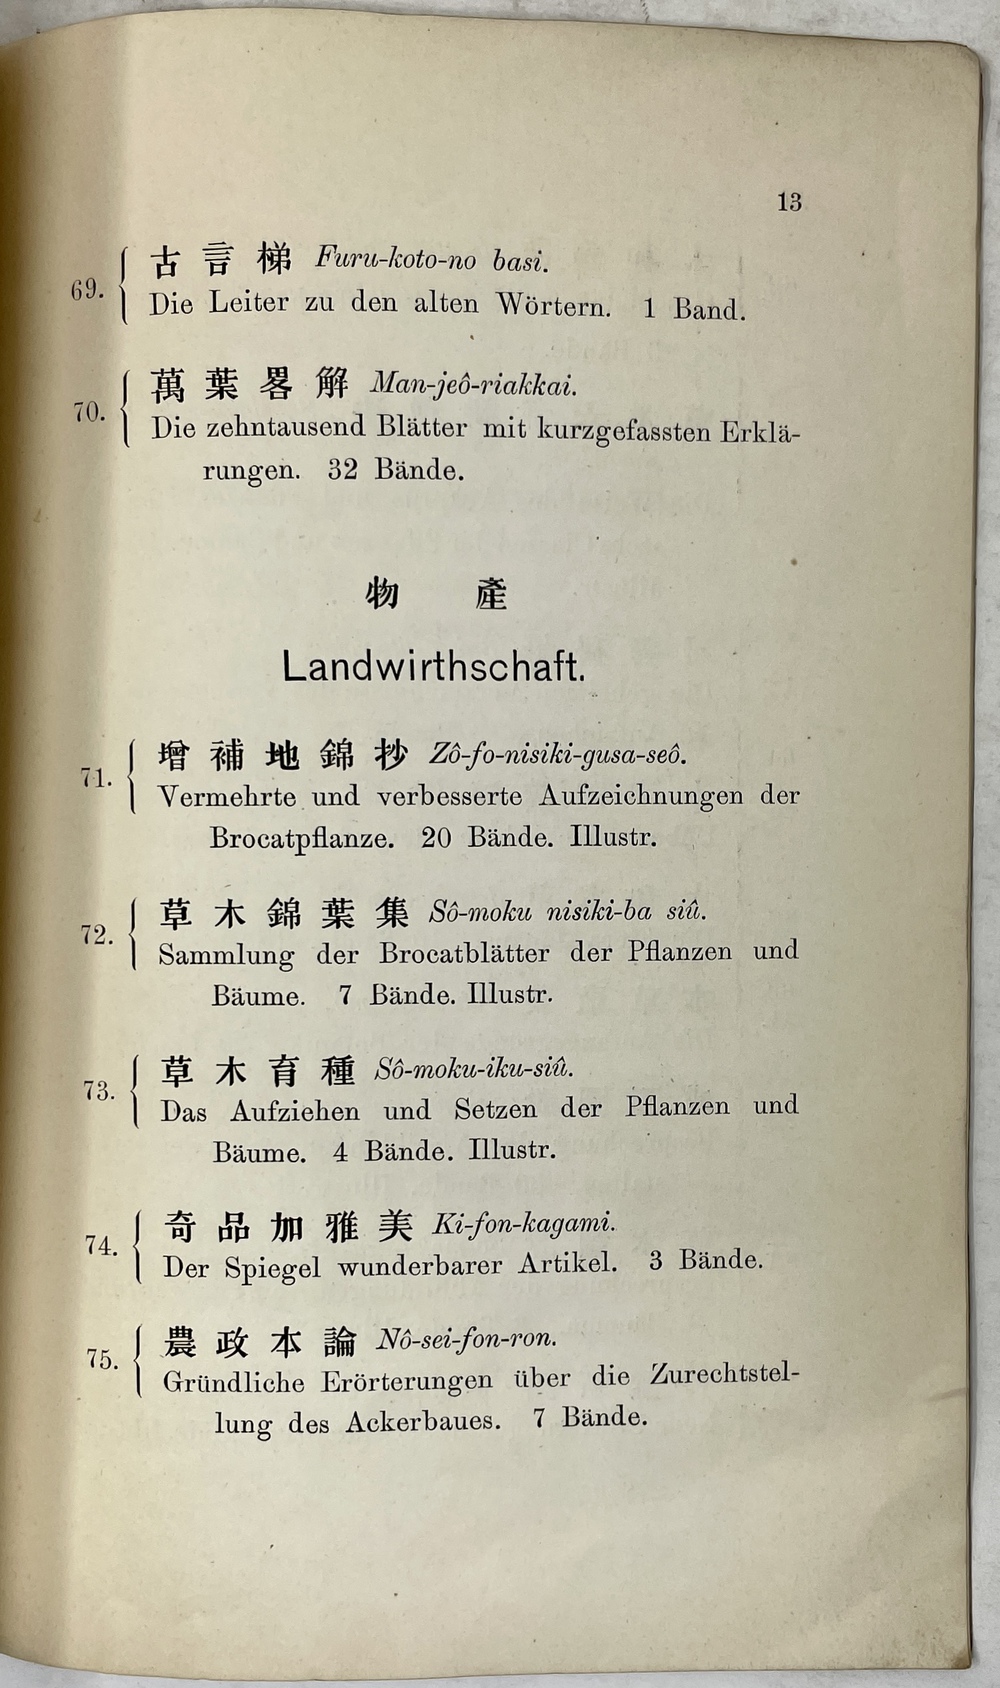 13
69. 古言梯 Furu-koto-no basi.
Die Leiter zu den alten Wörtern. 1 Band.
70. 萬葉畧解 Man-jeô-riakkai.
Die zehntausend Blätter mit kurzgefassten Erklä-
rungen. 32 Bände.
物產
Landwirthschaft.
71. 增補地錦抄 Zô-fo-nisiki-gusa-seô.
Vermehrte und verbesserte Aufzeichnungen der
Brocatpflanze. 20 Bände. Illustr.
72. 草木錦葉集 Sô-moku nisiki-ba siû.
Sammlung der Brocatblätter der Pflanzen und
Bäume. 7 Bände. Illustr.
73. 草木育種 Sô-moku-iku-siû.
Das Aufziehen und Setzen der Pflanzen und
Bäume. 4 Bände. Illustr.
74. 奇品加雅美 Ki-fon-kagami.
Der Spiegel wunderbarer Artikel. 3 Bände.
75. 農政本論 Nô-sei-fon-ron.
Gründliche Erörterungen über die Zurechtstel-
lung des Ackerbaues. 7 Bände.